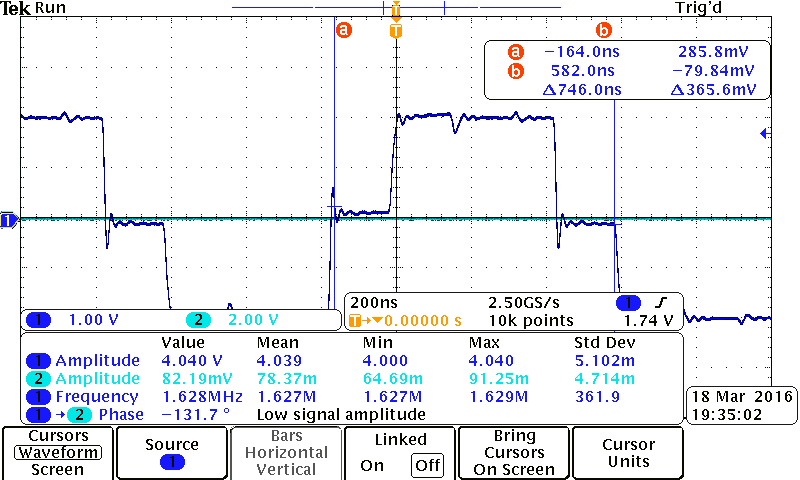 Tek Run Trig'd
a T b
a −164.0ns 285.8mV
b 582.0ns −79.84mV
Δ746.0ns Δ365.6mV
T
1
1 1.00 V 2 2.00 V
200ns 2.50GS/s 1
T→▼0.00000 s 10k points 1.74 V
Value Mean Min Max Std Dev
1 Amplitude 4.040 V 4.039 4.000 4.040 5.102m
2 Amplitude 82.19mV 78.37m 64.69m 91.25m 4.714m
1 Frequency 1.628MHz 1.627M 1.627M 1.629M 361.9
1 → 2 Phase −131.7 ° Low signal amplitude
18 Mar 2016
19:35:02
Cursors
Waveform
Screen
Source
1
Bars
Horizontal
Vertical
Linked
On Off
Bring
Cursors
On Screen
Cursor
Units